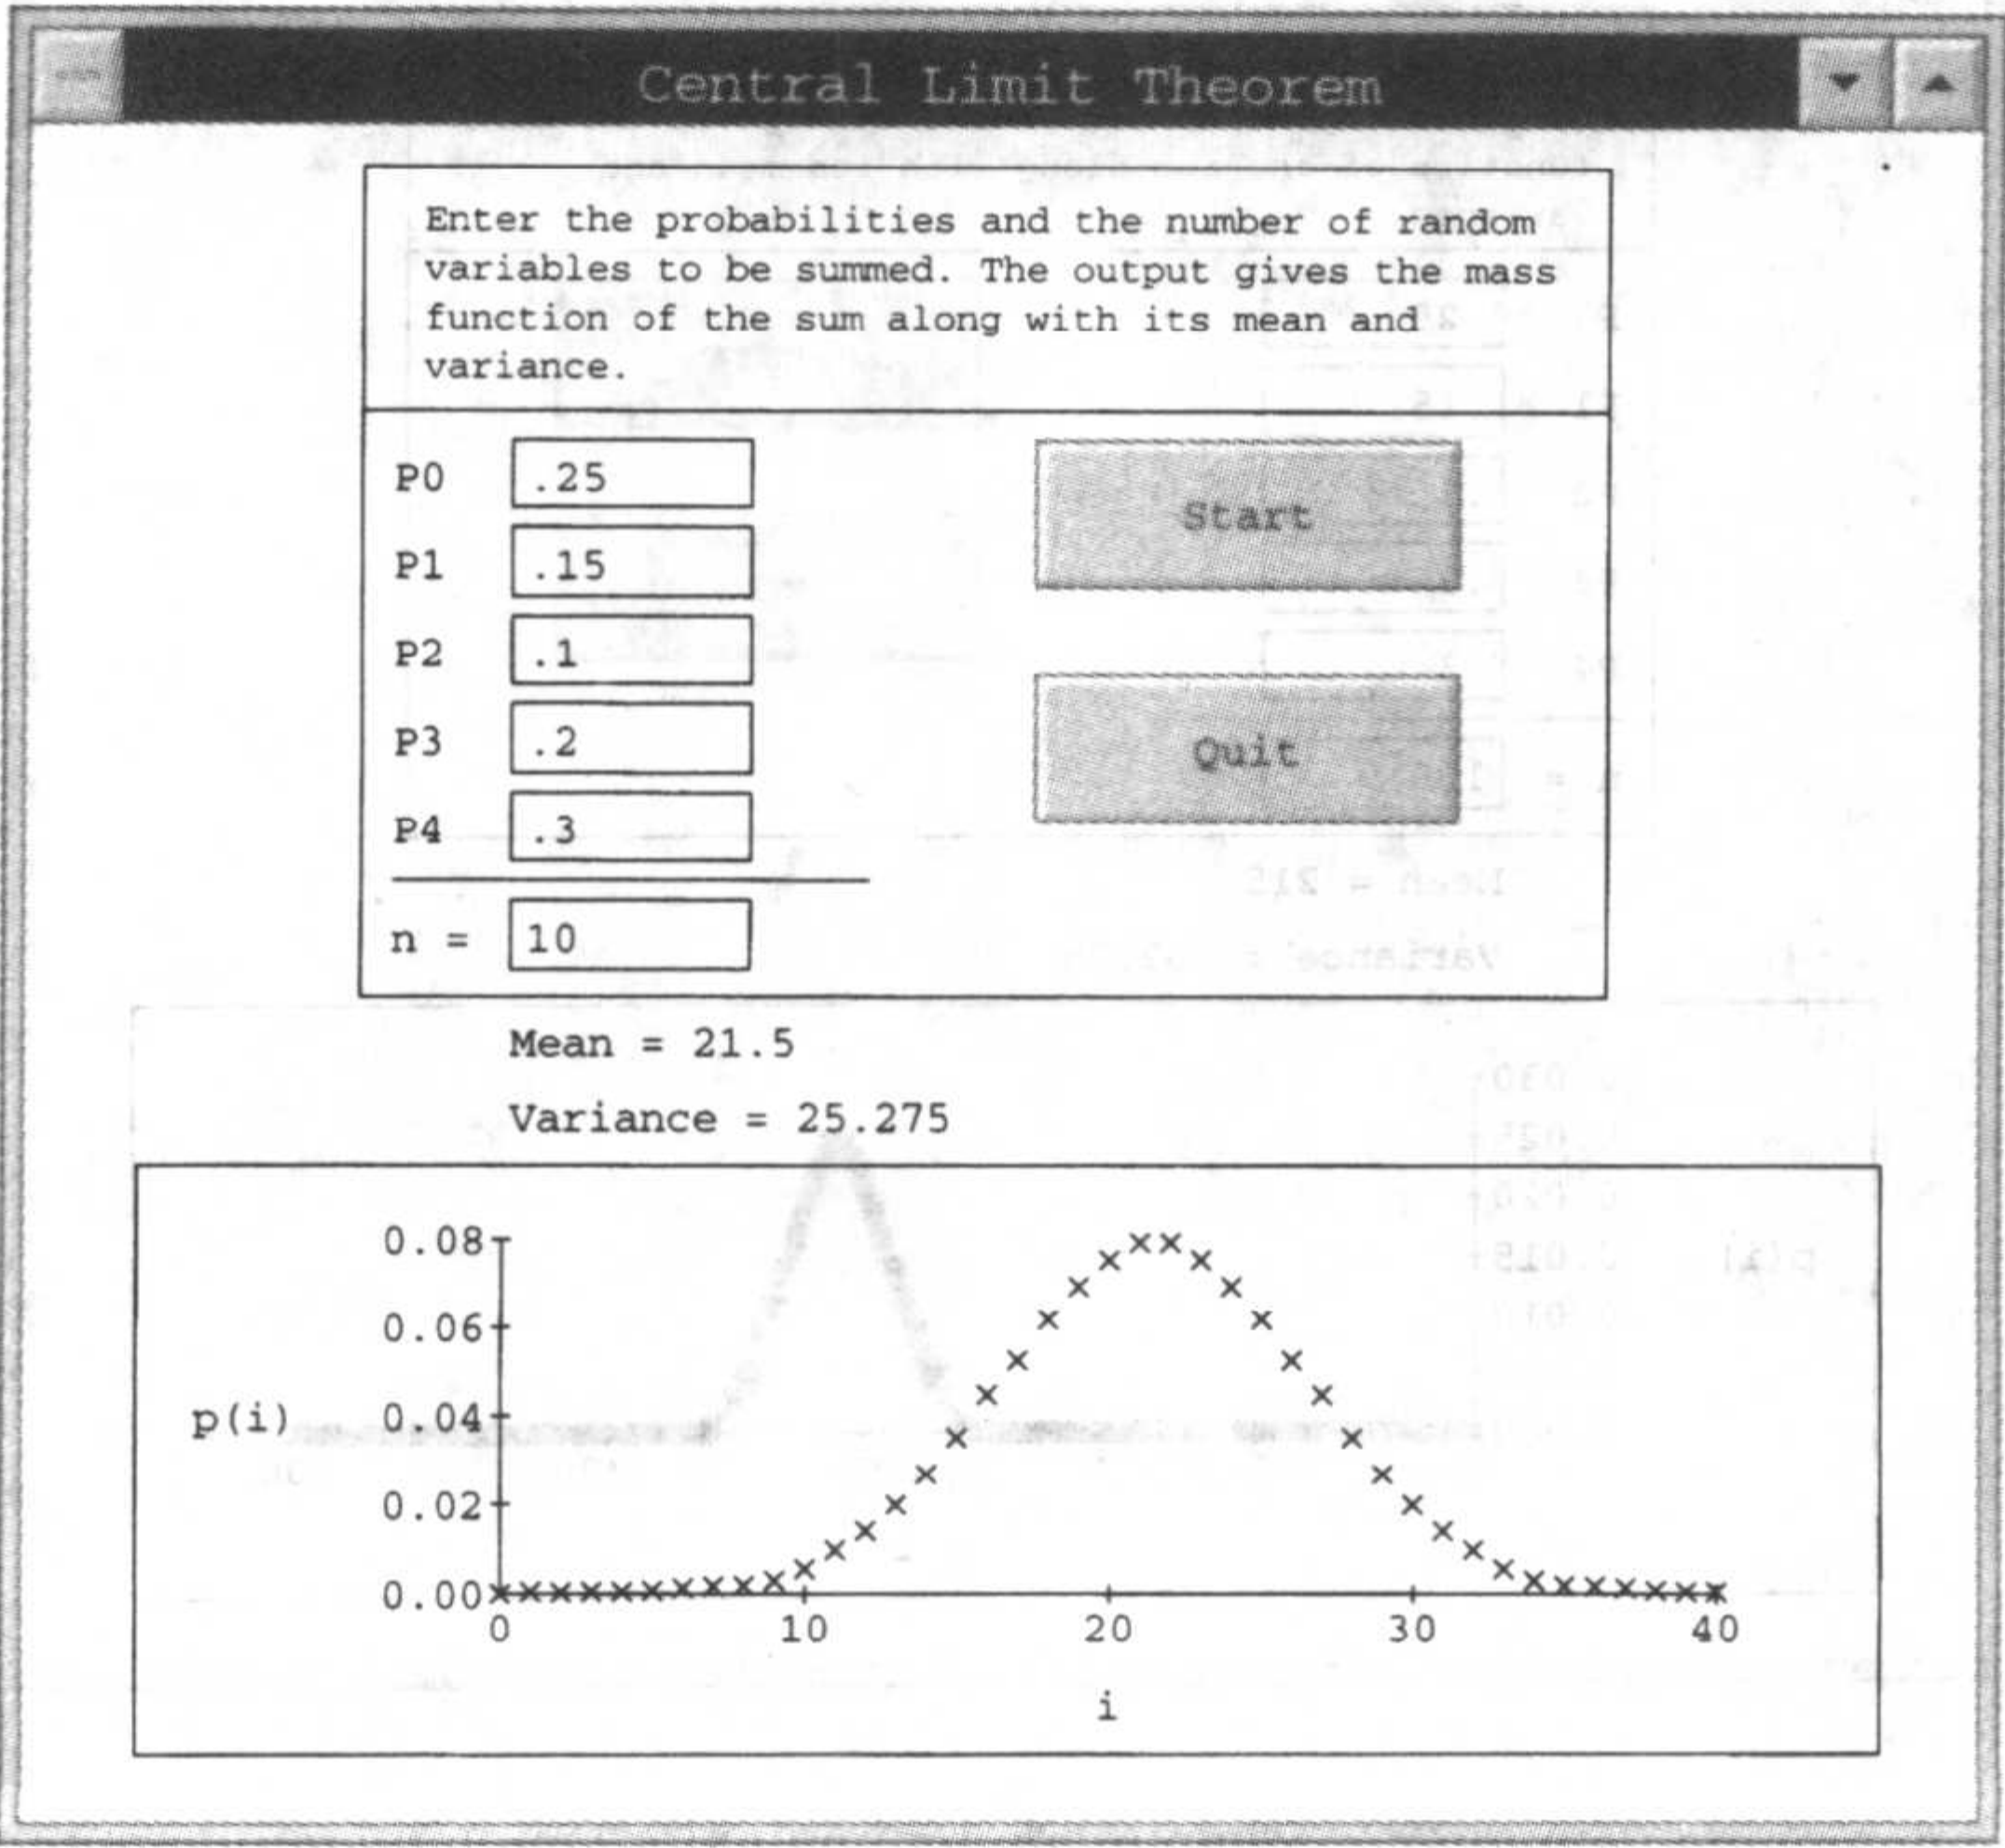 Central Limit Theorem
Enter the probabilities and the number of random
variables to be summed. The output gives the mass
function of the sum along with its mean and
variance.
P0 .25
P1 .15
P2 .1
P3 .2
P4 .3
n = 10
Start
Quit
Mean = 21.5
Variance = 25.275
0.08
0.06
p(i) 0.04
0.02
0.00
0 10 20 30 40
i